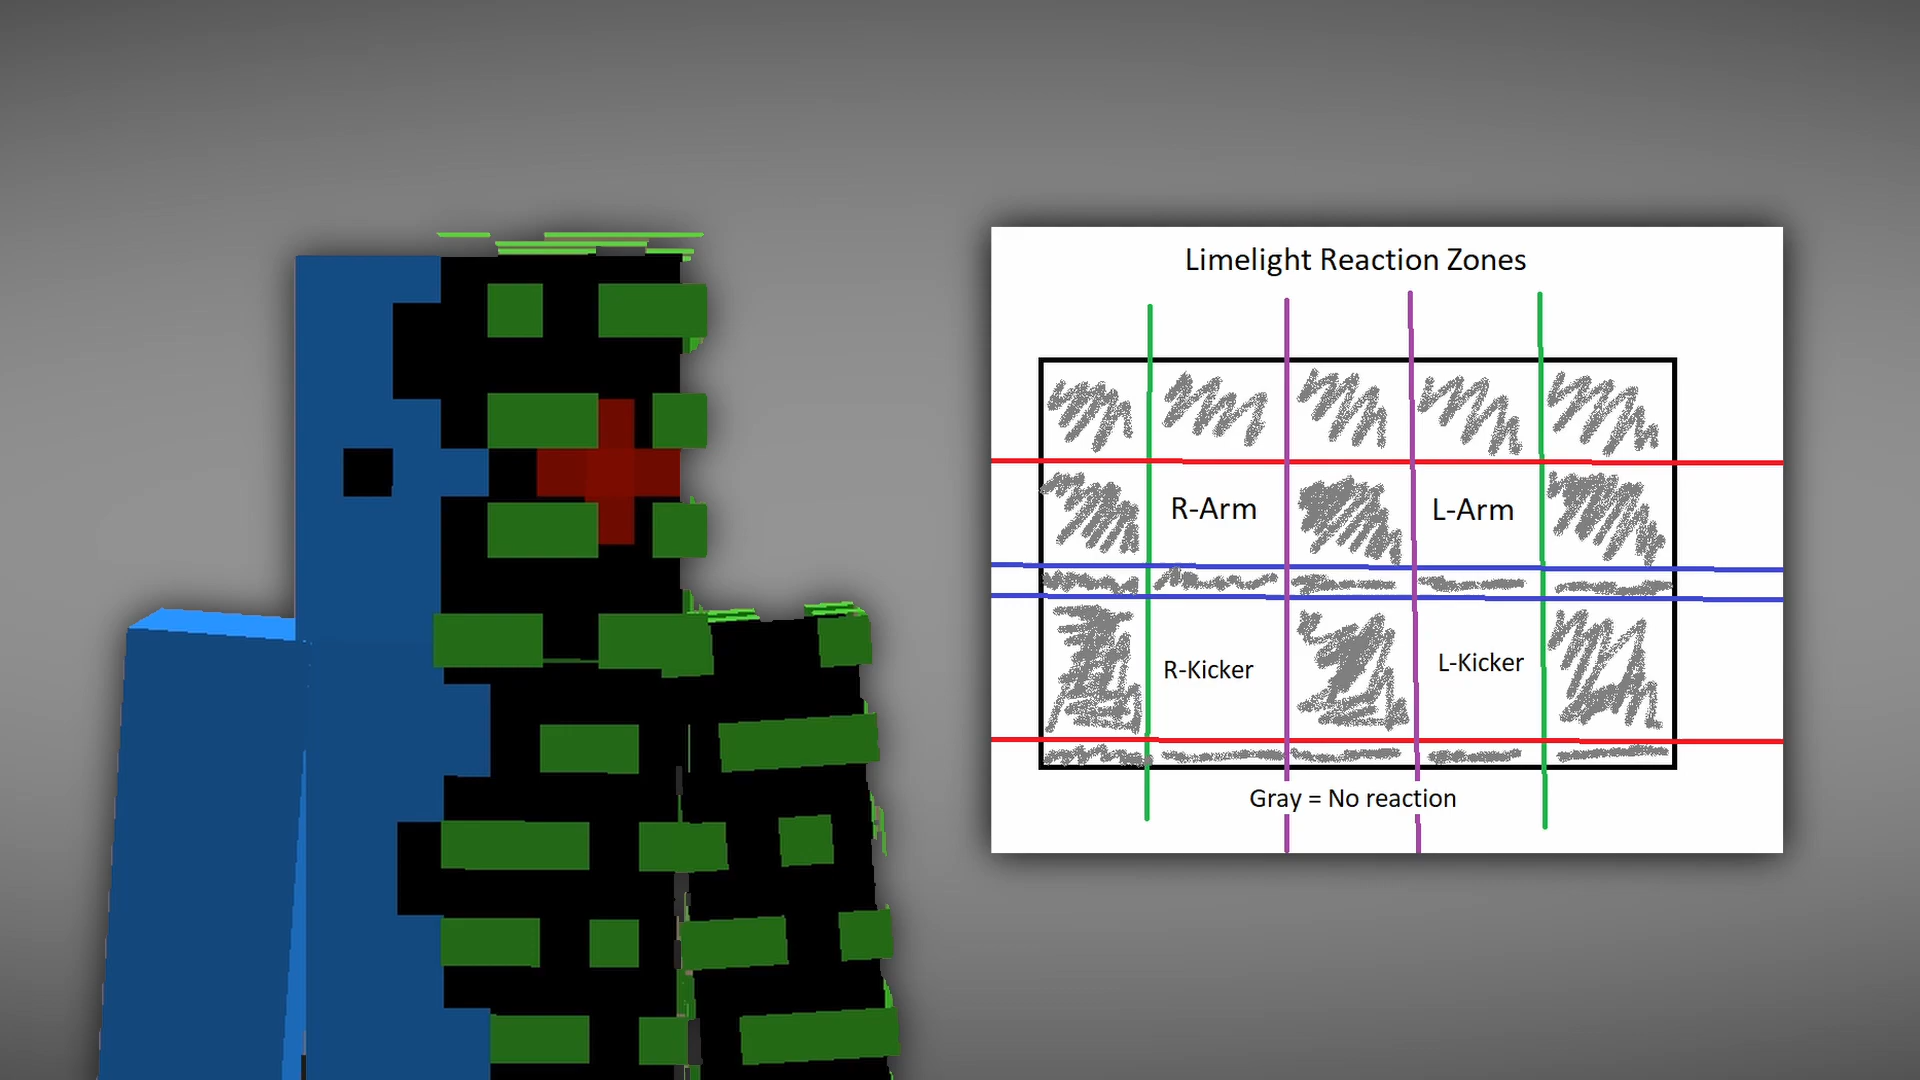 Limelight Reaction Zones
R-Arm
L-Arm
R-Kicker
L-Kicker
Gray = No reaction